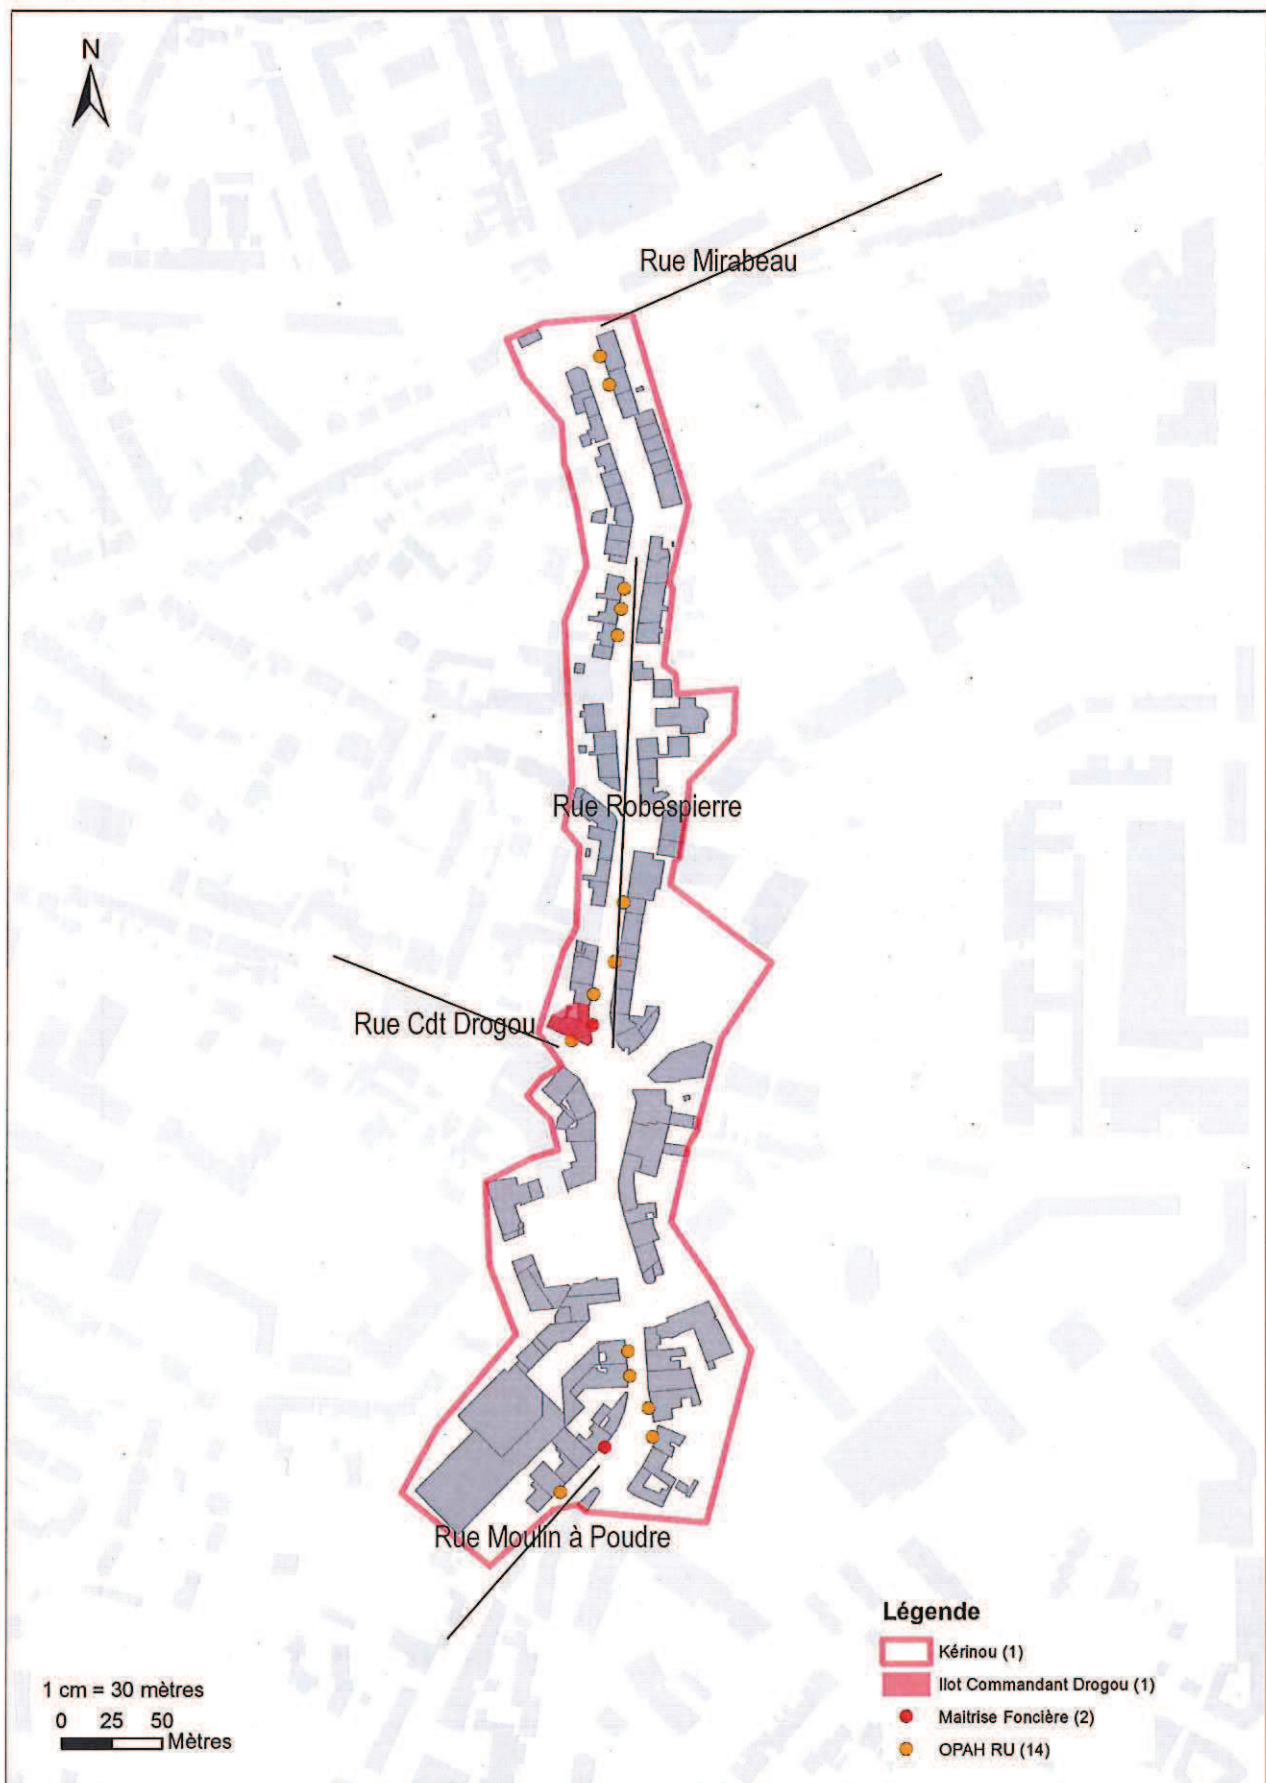 N
Rue Mirabeau
Rue Robespierre
Rue Cdt Drogou
Rue Moulin à Poudre
Légende
Kérinou (1)
Ilot Commandant Drogou (1)
Maitrise Foncière (2)
OPAH RU (14)
1 cm = 30 mètres
0 25 50
Mètres